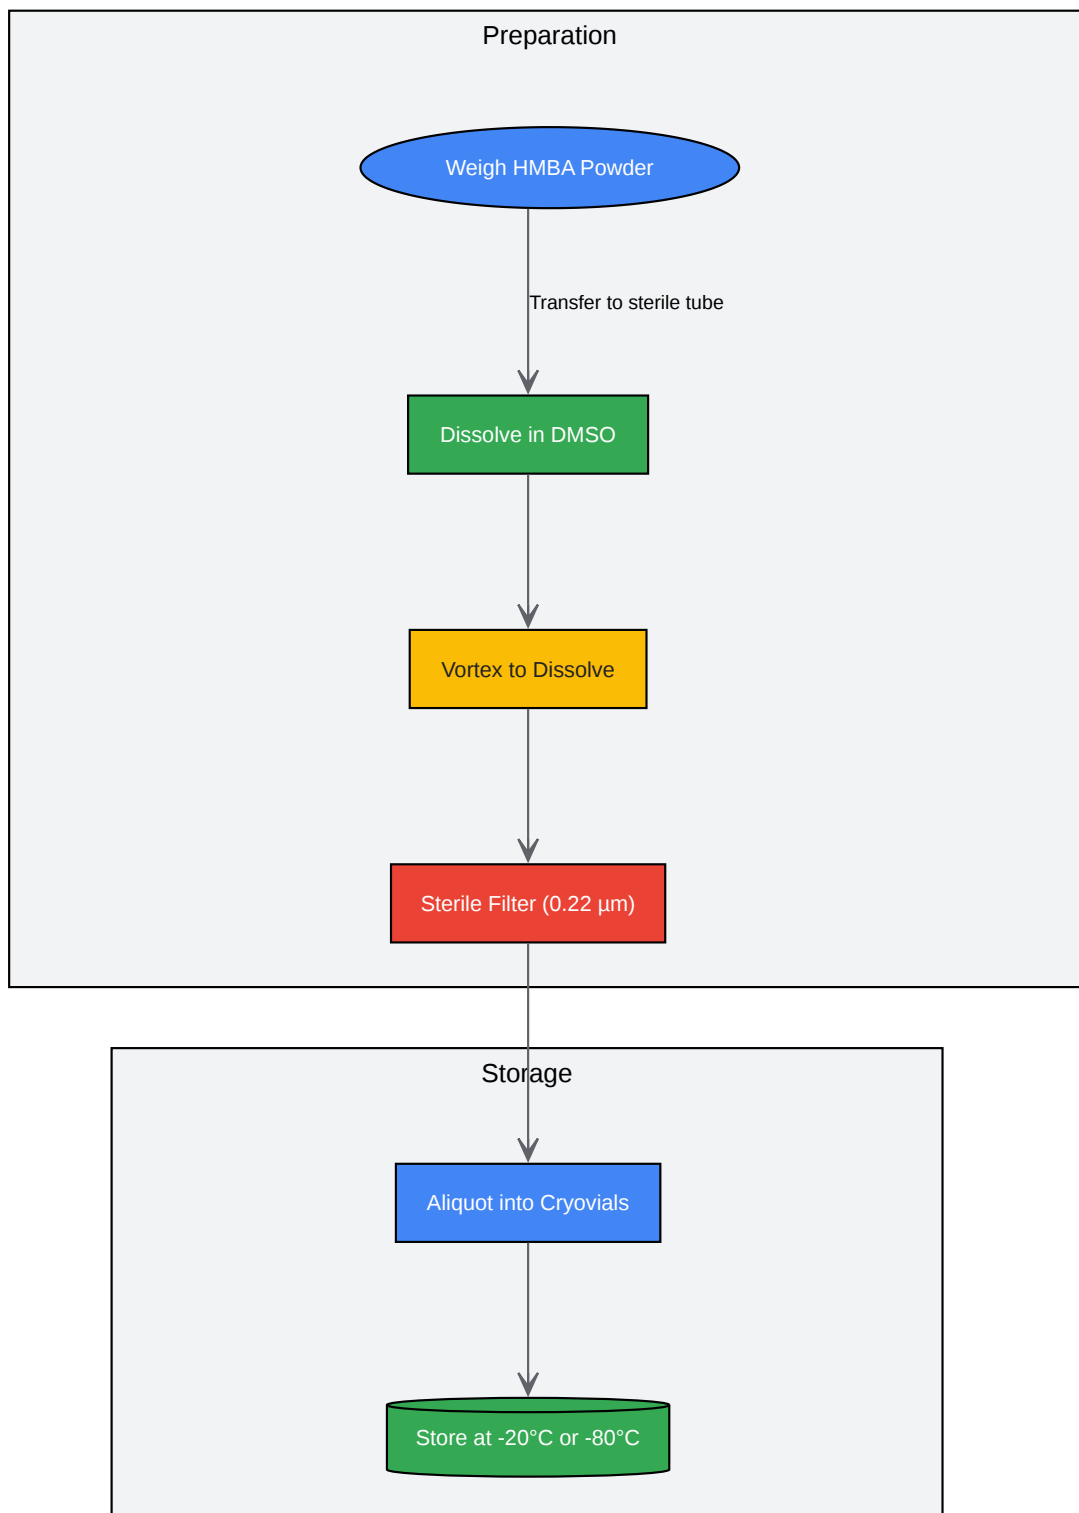 Preparation
Weigh HMBA Powder
Transfer to sterile tube
Dissolve in DMSO
Vortex to Dissolve
Sterile Filter (0.22 µm)
Storage
Aliquot into Cryovials
Store at -20°C or -80°C